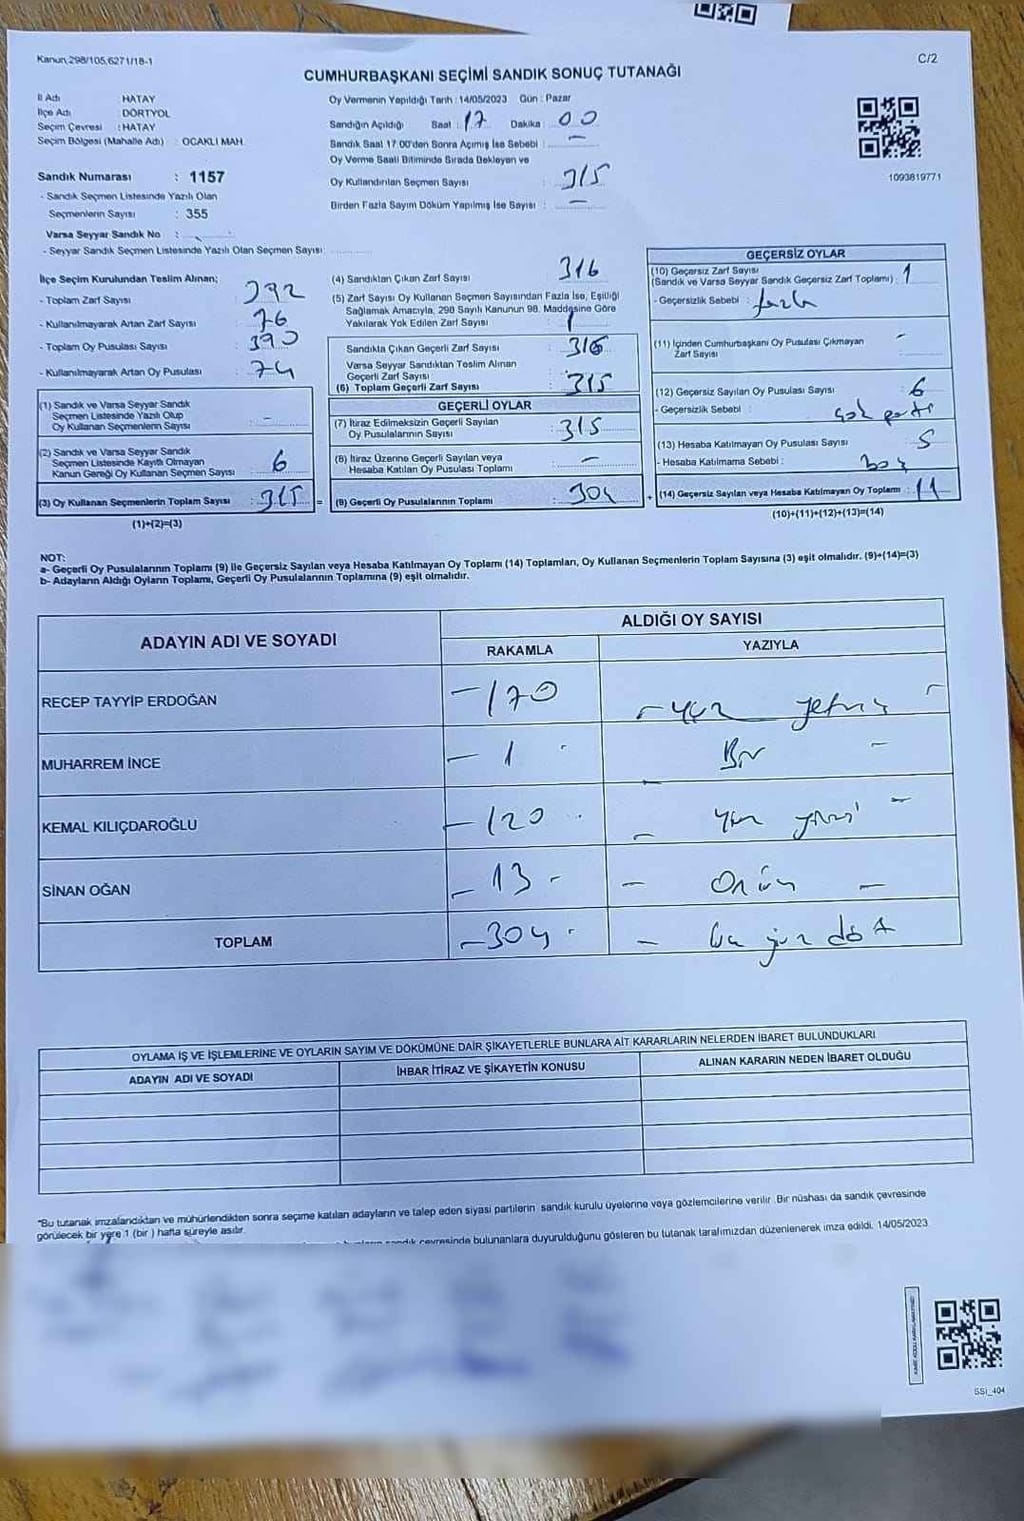 Kanun 298/105,6271/18-1
C/2
CUMHURBAŞKANI SEÇİMİ SANDIK SONUÇ TUTANAĞI
İl Adı HATAY
İlçe Adı DÖRTYOL
Seçim Çevresi : HATAY
Seçim Bölgesi (Mahalle Adı) : OCAKLI MAH.
Sandık Numarası : 1157
- Sandık Seçmen Listesinde Yazılı Olan
Seçmenlerin Sayısı : 355
Varsa Seyyar Sandık No :
- Seyyar Sandık Seçmen Listesinde Yazılı Olan Seçmen Sayısı
Oy Vermenin Yapıldığı Tarih : 14/05/2023 Gün : Pazar
Sandığın Açıldığı Saat : 17 Dakika : 00
Sandık Saat 17.00'den Sonra Açımış İse Sebebi : –
Oy Verme Saati Bitiminde Sırada Bekleyen ve
Oy Kullandırılan Seçmen Sayısı : 315
Birden Fazla Sayım Döküm Yapılmış İse Sayısı : –
1093819771
İlçe Seçim Kurulundan Teslim Alınan;
- Toplam Zarf Sayısı : 392
- Kullanılmayarak Artan Zarf Sayısı : 76
- Toplam Oy Pusulası Sayısı : 390
- Kullanılmayarak Artan Oy Pusulası : 74
(1) Sandık ve Varsa Seyyar Sandık
Seçmen Listesinde Yazılı Olup
Oy Kullanan Seçmenlerin Sayısı : -
(2) Sandık ve Varsa Seyyar Sandık
Seçmen Listesinde Kayıtlı Olmayan
Kanun Gereği Oy Kullanan Seçmen Sayısı : 6
(3) Oy Kullanan Seçmenlerin Toplam Sayısı : 315 =
(1)+(2)=(3)
(4) Sandıktan Çıkan Zarf Sayısı 316
(5) Zarf Sayısı Oy Kullanan Seçmen Sayısından Fazla İse, Eşitliği
Sağlamak Amacıyla, 298 Sayılı Kanunun 98. Maddesine Göre
Yakılarak Yok Edilen Zarf Sayısı : 1
Sandıkta Çıkan Geçerli Zarf Sayısı : 316
Varsa Seyyar Sandıktan Teslim Alınan
Geçerli Zarf Sayısı
(6) Toplam Geçerli Zarf Sayısı : 315
GEÇERLİ OYLAR
(7) İtiraz Edilmeksizin Geçerli Sayılan
Oy Pusulalarının Sayısı : 315
(8) İtiraz Üzerine Geçerli Sayılan veya
Hesaba Katılan Oy Pusulası Toplamı : –
(9) Geçerli Oy Pusulalarının Toplamı : 304 +
GEÇERSİZ OYLAR
(10) Geçersiz Zarf Sayısı
(Sandık ve Varsa Seyyar Sandık Geçersiz Zarf Toplamı) : 1
- Geçersizlik Sebebi : fazla
(11) İçinden Cumhurbaşkanı Oy Pusulası Çıkmayan
Zarf Sayısı : -
(12) Geçersiz Sayılan Oy Pusulası Sayısı : 6
- Geçersizlik Sebebi :
(13) Hesaba Katılmayan Oy Pusulası Sayısı : 5
- Hesaba Katılmama Sebebi : boş
(14) Geçersiz Sayılan veya Hesaba Katılmayan Oy Toplamı : 11
(10)+(11)+(12)+(13)=(14)
NOT:
a- Geçerli Oy Pusulalarının Toplamı (9) ile Geçersiz Sayılan veya Hesaba Katılmayan Oy Toplamı (14) Toplamları, Oy Kullanan Seçmenlerin Toplam Sayısına (3) eşit olmalıdır. (9)+(14)=(3)
b- Adayların Aldığı Oyların Toplamı, Geçerli Oy Pusulalarının Toplamına (9) eşit olmalıdır.
ADAYIN ADI VE SOYADI
ALDIĞI OY SAYISI
RAKAMLA
YAZIYLA
RECEP TAYYİP ERDOĞAN – 170 – yüz yetmiş –
MUHARREM İNCE – 1 - Bir –
KEMAL KILIÇDAROĞLU – 120 - – yüz yirmi –
SİNAN OĞAN – 13 - – Onüç –
TOPLAM – 304 - – üç yüz dört
OYLAMA İŞ VE İŞLEMLERİNE VE OYLARIN SAYIM VE DÖKÜMÜNE DAİR ŞİKAYETLERLE BUNLARA AİT KARARLARIN NELERDEN İBARET BULUNDUKLARI
ADAYIN ADI VE SOYADI
İHBAR İTİRAZ VE ŞİKAYETİN KONUSU
ALINAN KARARIN NEDEN İBARET OLDUĞU
"Bu tutanak imzalandıktan ve mühürlendikten sonra seçime katılan adayların ve talep eden siyasi partilerin sandık kurulu üyelerine veya gözlemcilerine verilir. Bir nüshası da sandık çevresinde
görülecek bir yere 1 (bir ) hafta süreyle asılır.
sandık çevresinde bulunanlara duyurulduğunu gösteren bu tutanak tarafımızdan düzenlenerek imza edildi. 14/05/2023
SSİ_404